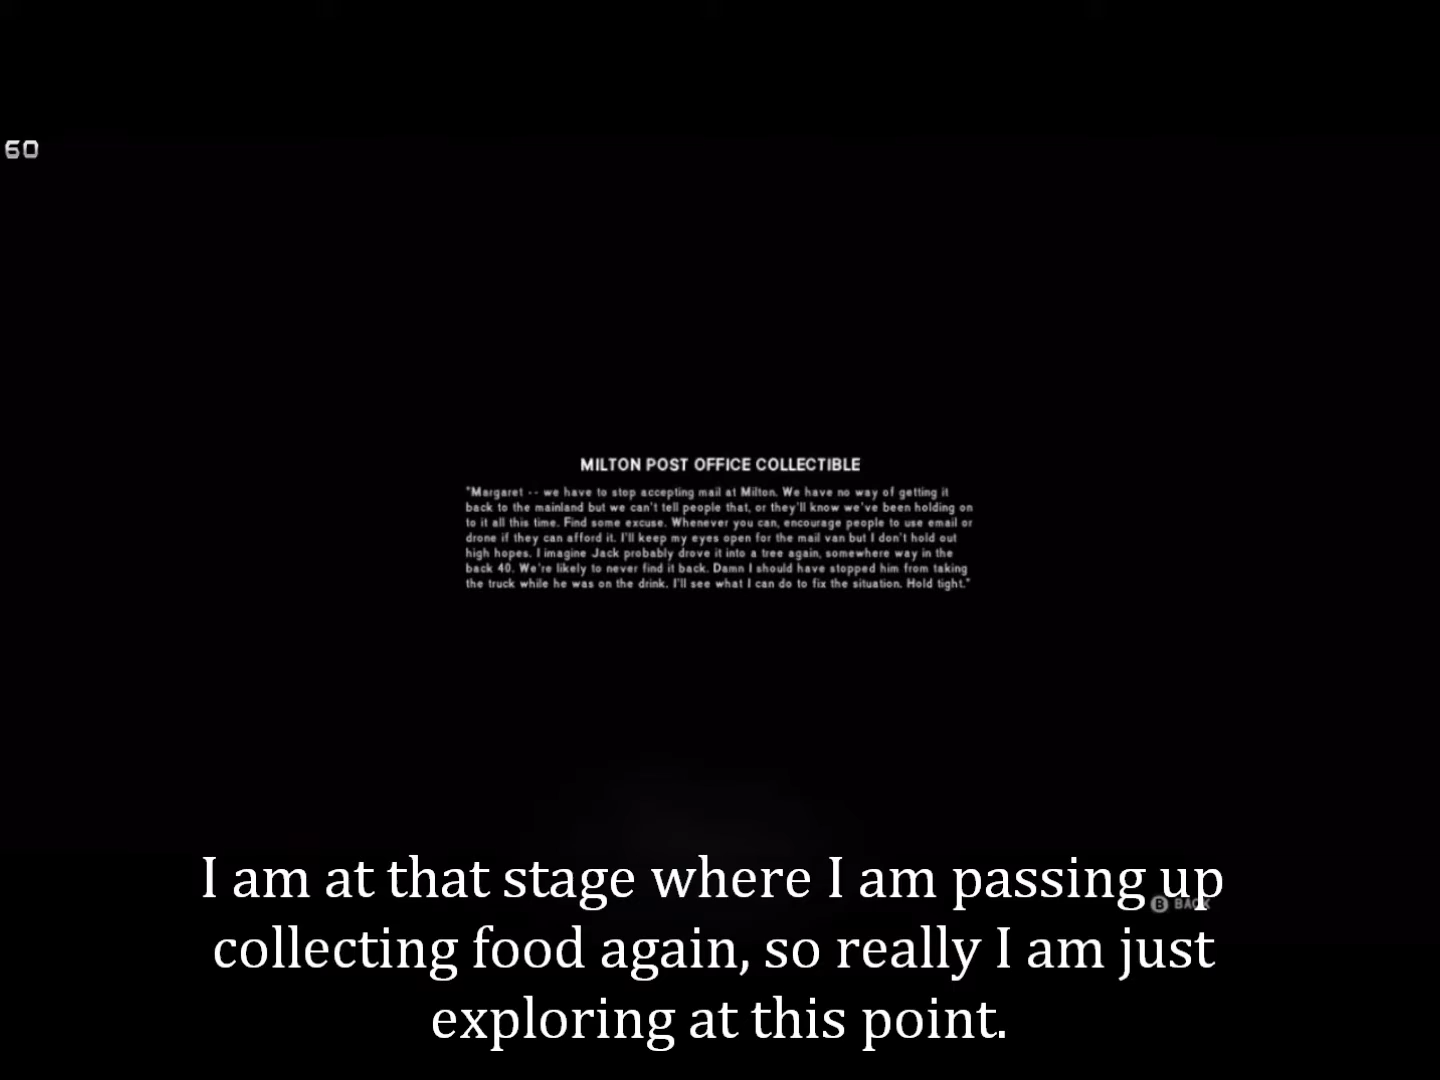 60
MILTON POST OFFICE COLLECTIBLE
"Margaret -- we have to stop accepting mail at Milton. We have no way of getting it
back to the mainland but we can't tell people that, or they'll know we've been holding on
to it all this time. Find some excuse. Whenever you can, encourage people to use email or
drone if they can afford it. I'll keep my eyes open for the mail van but I don't hold out
high hopes. I imagine Jack probably drove it into a tree again, somewhere way in the
back 40. We're likely to never find it back. Damn I should have stopped him from taking
the truck while he was on the drink. I'll see what I can do to fix the situation. Hold tight."
I am at that stage where I am passing up
B BACK
collecting food again, so really I am just
exploring at this point.